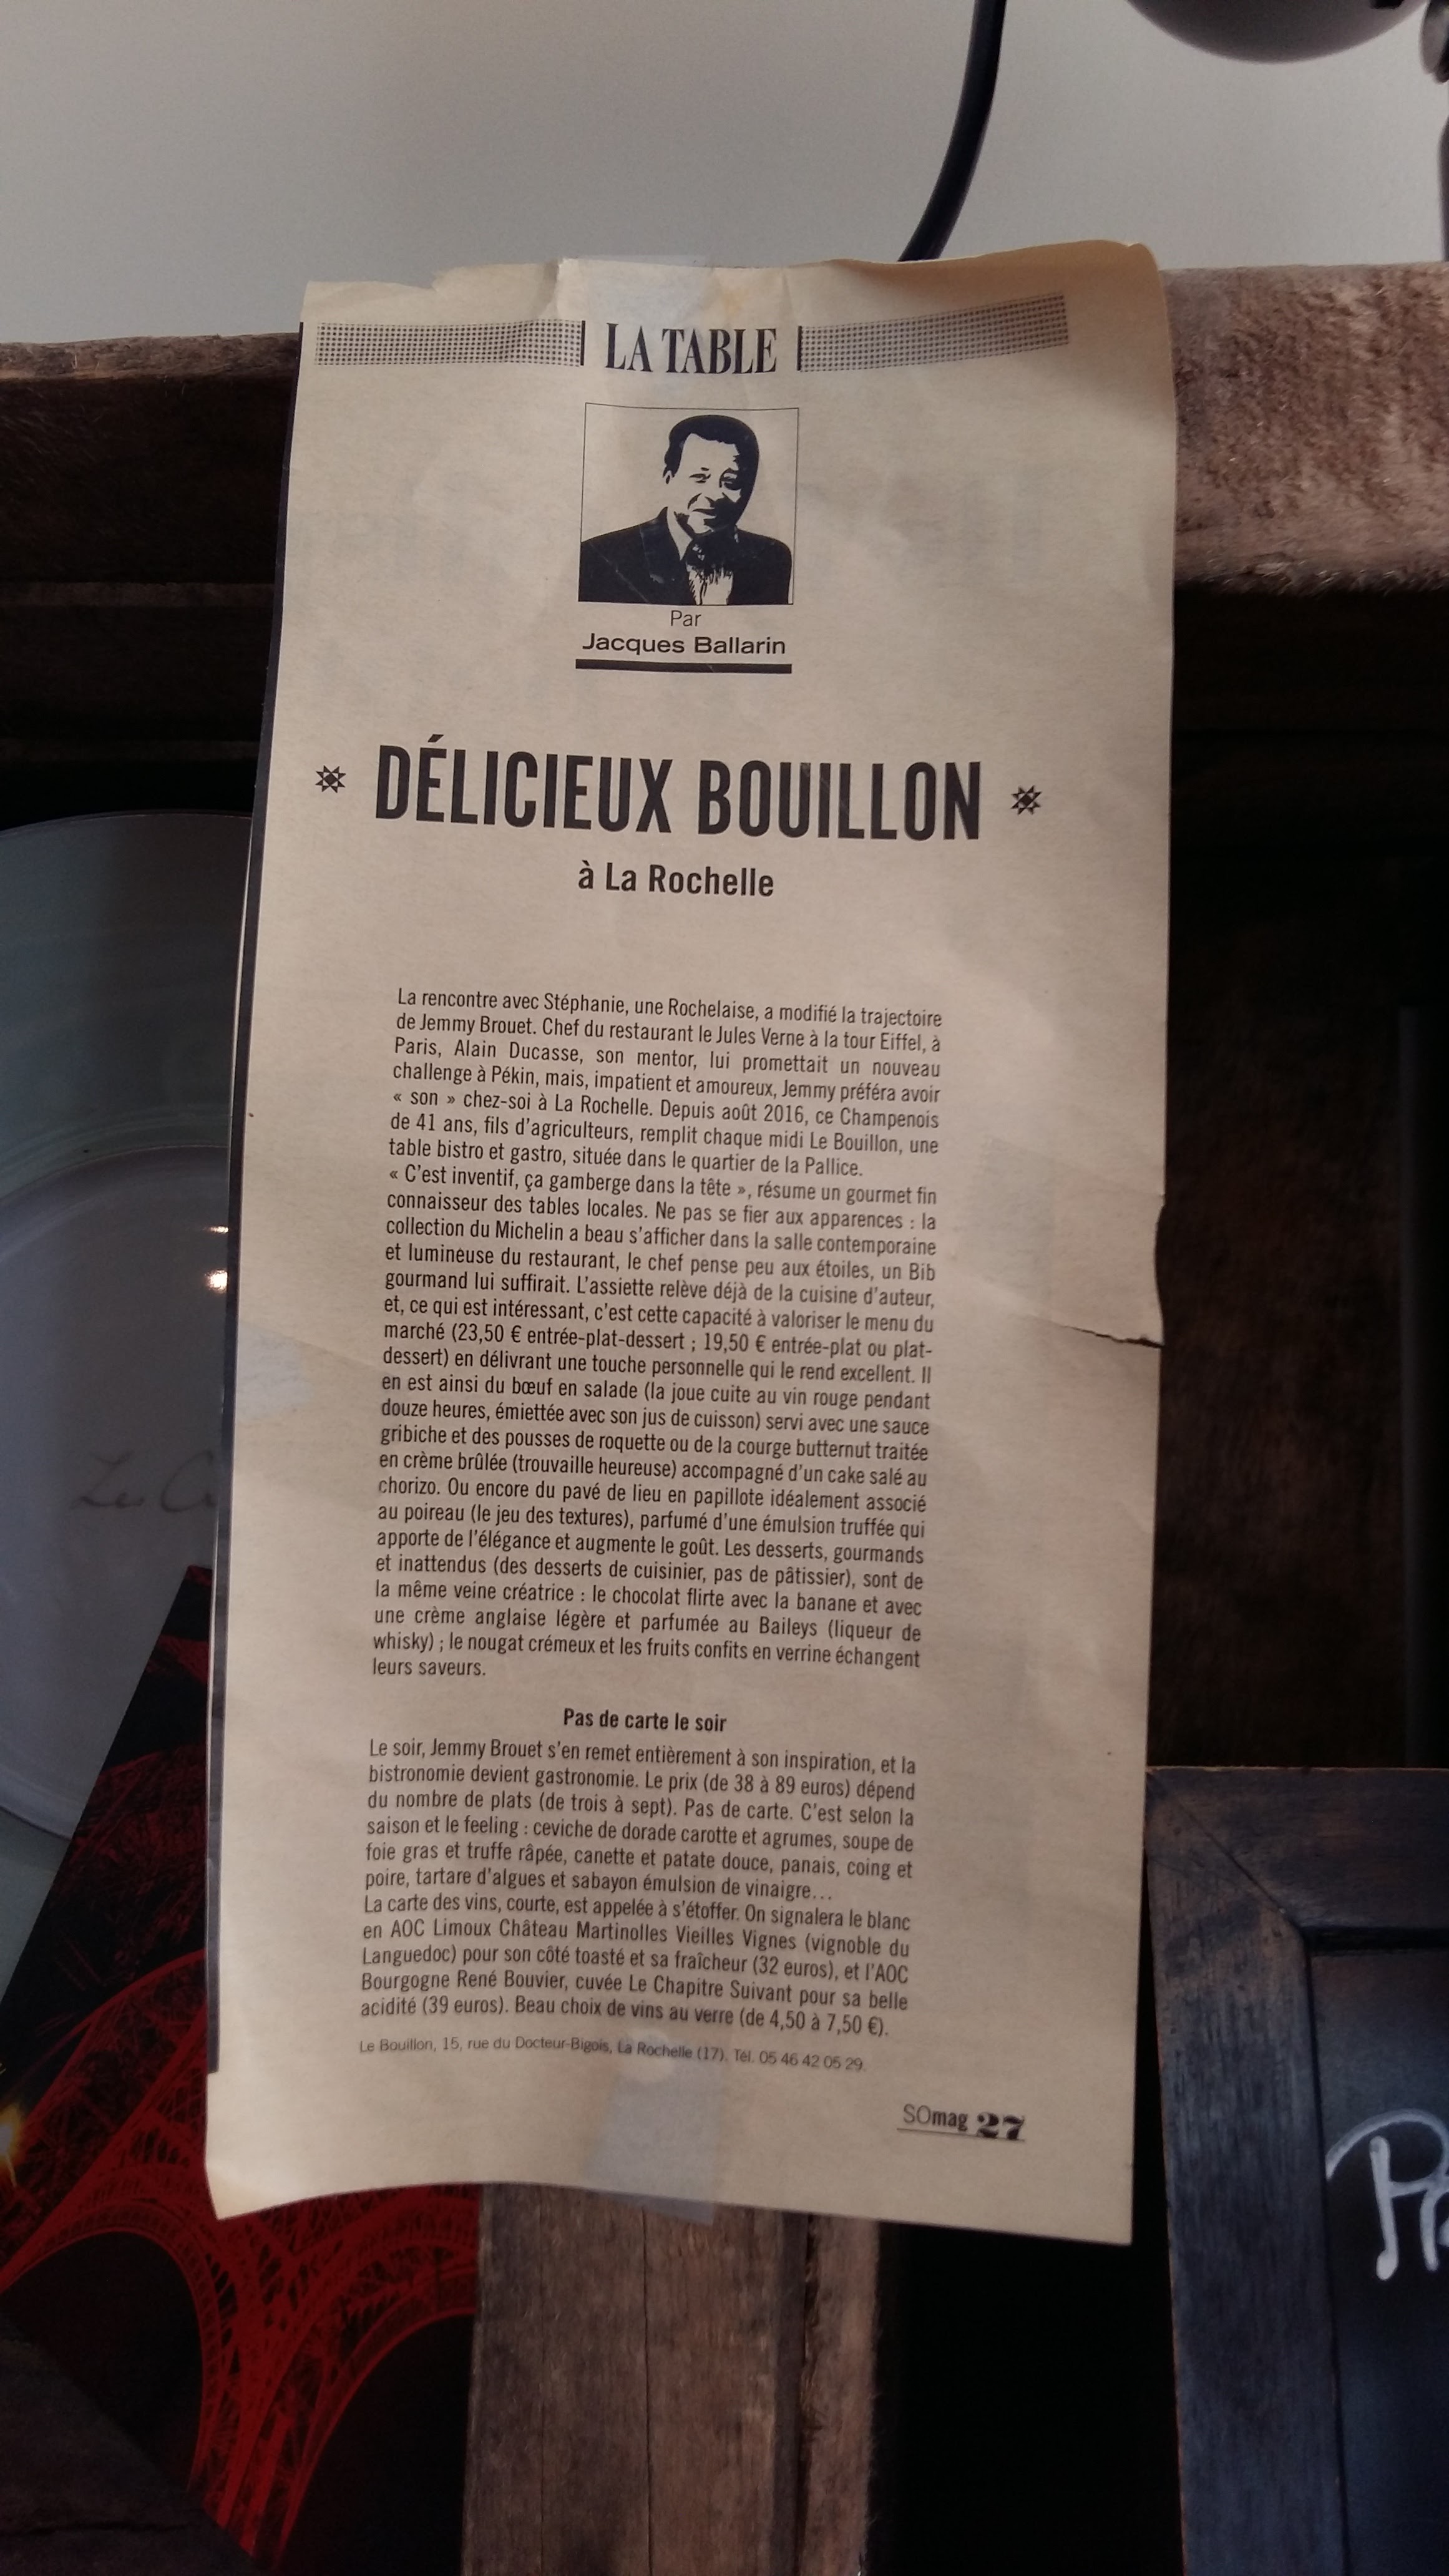 LA TABLE
Par
Jacques Ballarin
DÉLICIEUX BOUILLON
à La Rochelle
La rencontre avec Stéphanie, une Rochelaise, a modifié la trajectoire
de Jemmy Brouet. Chef du restaurant le Jules Verne à la tour Eiffel, à
Paris, Alain Ducasse, son mentor, lui promettait un nouveau
challenge à Pékin, mais, impatient et amoureux, Jemmy préféra avoir
« son » chez-soi à La Rochelle. Depuis août 2016, ce Champenois
de 41 ans, fils d'agriculteurs, remplit chaque midi Le Bouillon, une
table bistro et gastro, située dans le quartier de la Pallice.
« C'est inventif, ça gamberge dans la tête », résume un gourmet fin
connaisseur des tables locales. Ne pas se fier aux apparences : la
collection du Michelin a beau s'afficher dans la salle contemporaine
et lumineuse du restaurant, le chef pense peu aux étoiles, un Bib
gourmand lui suffirait. L'assiette relève déjà de la cuisine d'auteur,
et, ce qui est intéressant, c'est cette capacité à valoriser le menu du
marché (23,50 € entrée-plat-dessert ; 19,50 € entrée-plat ou plat-
dessert) en délivrant une touche personnelle qui le rend excellent. Il
en est ainsi du bœuf en salade (la joue cuite au vin rouge pendant
douze heures, émiettée avec son jus de cuisson) servi avec une sauce
gribiche et des pousses de roquette ou de la courge butternut traitée
en crème brûlée (trouvaille heureuse) accompagné d'un cake salé au
chorizo. Ou encore du pavé de lieu en papillote idéalement associé
au poireau (le jeu des textures), parfumé d'une émulsion truffée qui
apporte de l'élégance et augmente le goût. Les desserts, gourmands
et inattendus (des desserts de cuisinier, pas de pâtissier), sont de
la même veine créatrice : le chocolat flirte avec la banane et avec
une crème anglaise légère et parfumée au Baileys (liqueur de
whisky) ; le nougat crémeux et les fruits confits en verrine échangent
leurs saveurs.
Pas de carte le soir
Le soir, Jemmy Brouet s'en remet entièrement à son inspiration, et la
bistronomie devient gastronomie. Le prix (de 38 à 89 euros) dépend
du nombre de plats (de trois à sept). Pas de carte. C'est selon la
saison et le feeling : ceviche de dorade carotte et agrumes, soupe de
foie gras et truffe râpée, canette et patate douce, panais, coing et
poire, tartare d'algues et sabayon émulsion de vinaigre...
La carte des vins, courte, est appelée à s'étoffer. On signalera le blanc
en AOC Limoux Château Martinolles Vieilles Vignes (vignoble du
Languedoc) pour son côté toasté et sa fraîcheur (32 euros), et l'AOC
Bourgogne René Bouvier, cuvée Le Chapitre Suivant pour sa belle
acidité (39 euros). Beau choix de vins au verre (de 4,50 à 7,50 €).
Le Bouillon, 15, rue du Docteur-Bigois, La Rochelle (17). Tél. 05 46 42 05 29.
SOmag 27